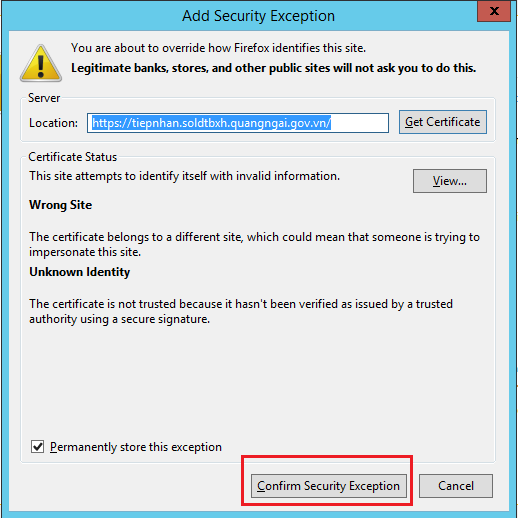 Add Security Exception
X
You are about to override how Firefox identifies this site.
Legitimate banks, stores, and other public sites will not ask you to do this.
Server
Location: https://tiepnhan.soldtbxh.quangngai.gov.vn/ Get Certificate
Certificate Status
This site attempts to identify itself with invalid information. View...
Wrong Site
The certificate belongs to a different site, which could mean that someone is trying to
impersonate this site.
Unknown Identity
The certificate is not trusted because it hasn't been verified as issued by a trusted
authority using a secure signature.
Permanently store this exception
Confirm Security Exception Cancel